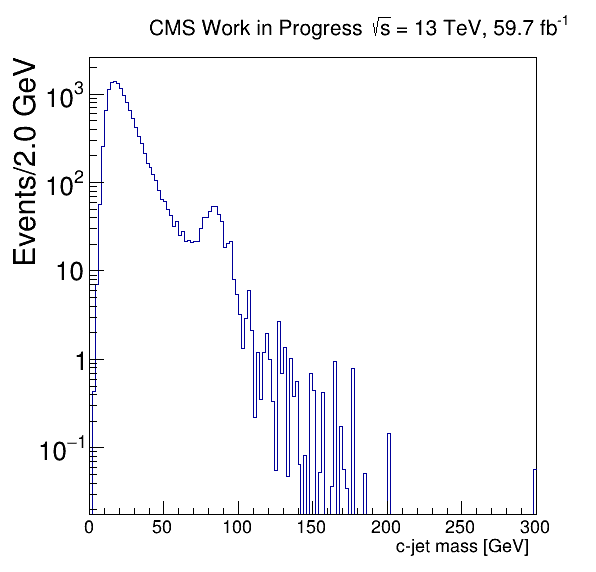 CMS Work in Progress √s = 13 TeV, 59.7 fb⁻¹
Events/2.0 GeV
10³
10²
10
1
10⁻¹
0 50 100 150 200 250 300
c-jet mass [GeV]